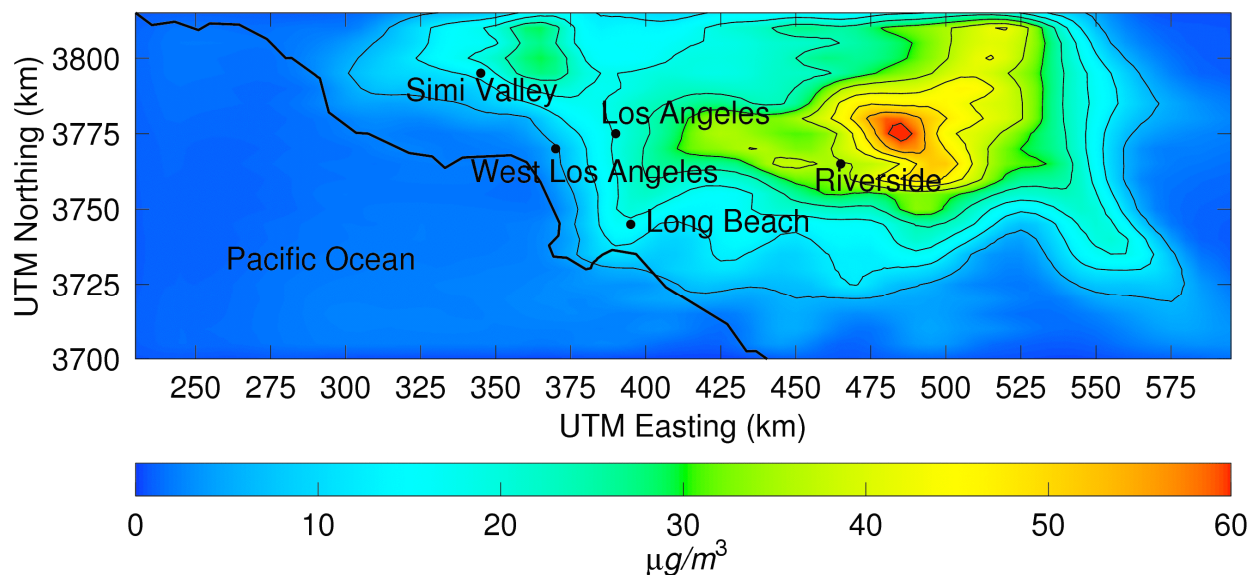 UTM Northing (km)
3800
3775
3750
3725
3700
Simi Valley
Los Angeles
West Los Angeles
Riverside
Long Beach
Pacific Ocean
250 275 300 325 350 375 400 425 450 475 500 525 550 575
UTM Easting (km)
0 10 20 30 40 50 60
μg/m³